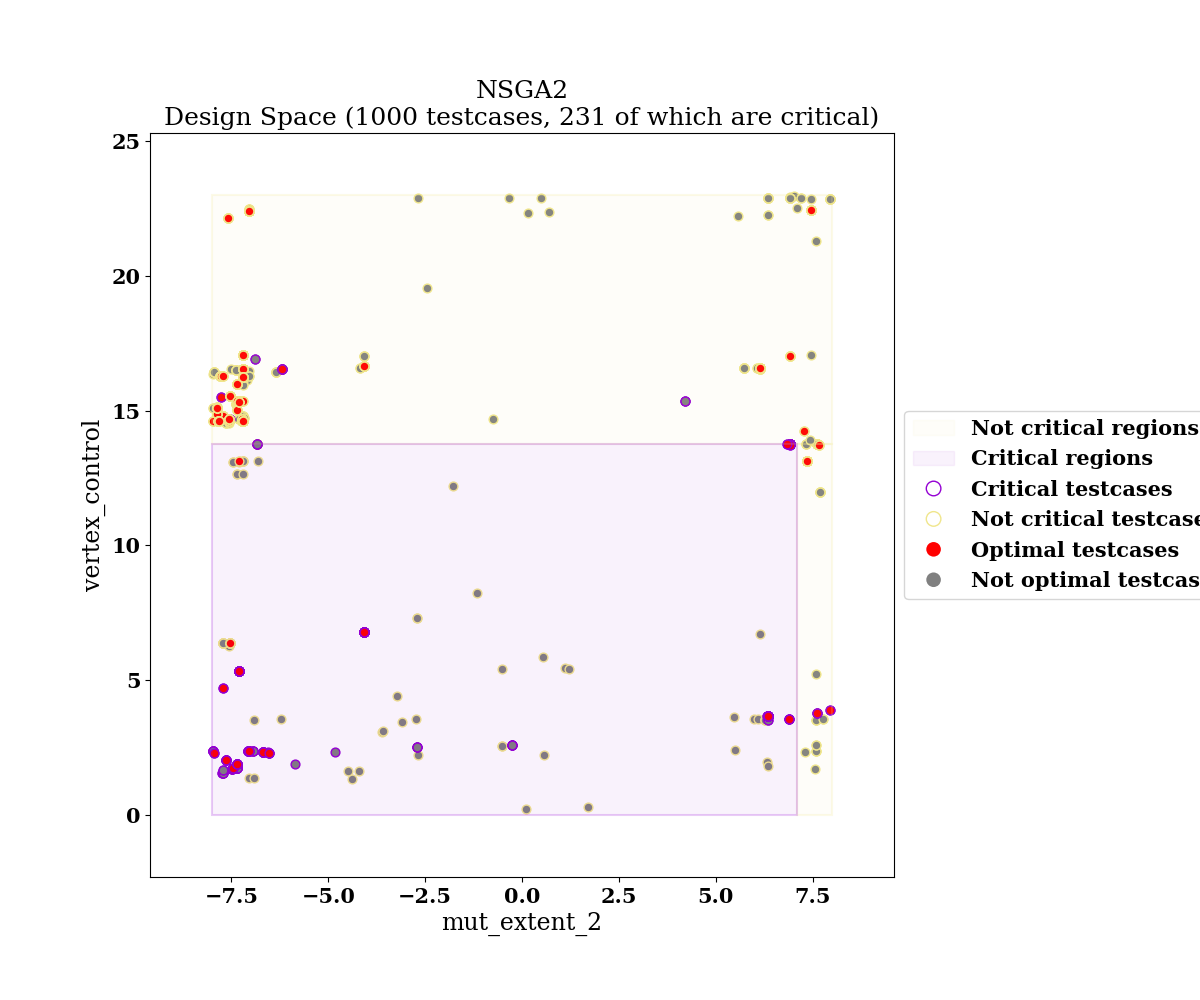 NSGA2
Design Space (1000 testcases, 231 of which are critical)
25
20
15
10
5
0
vertex_control
−7.5 −5.0 −2.5 0.0 2.5 5.0 7.5
mut_extent_2
Not critical regions
Critical regions
Critical testcases
Not critical testcase
Optimal testcases
Not optimal testcas